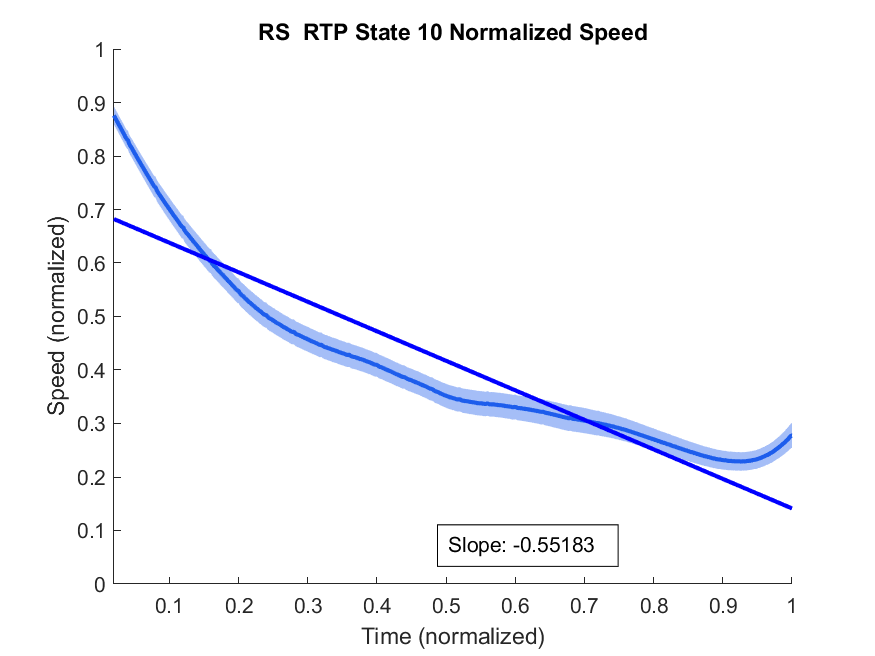 RS  RTP State 10 Normalized Speed
1
0.9
0.8
0.7
0.6
0.5
0.4
0.3
0.2
0.1
0
Speed (normalized)
Slope: -0.55183
0.1 0.2 0.3 0.4 0.5 0.6 0.7 0.8 0.9 1
Time (normalized)